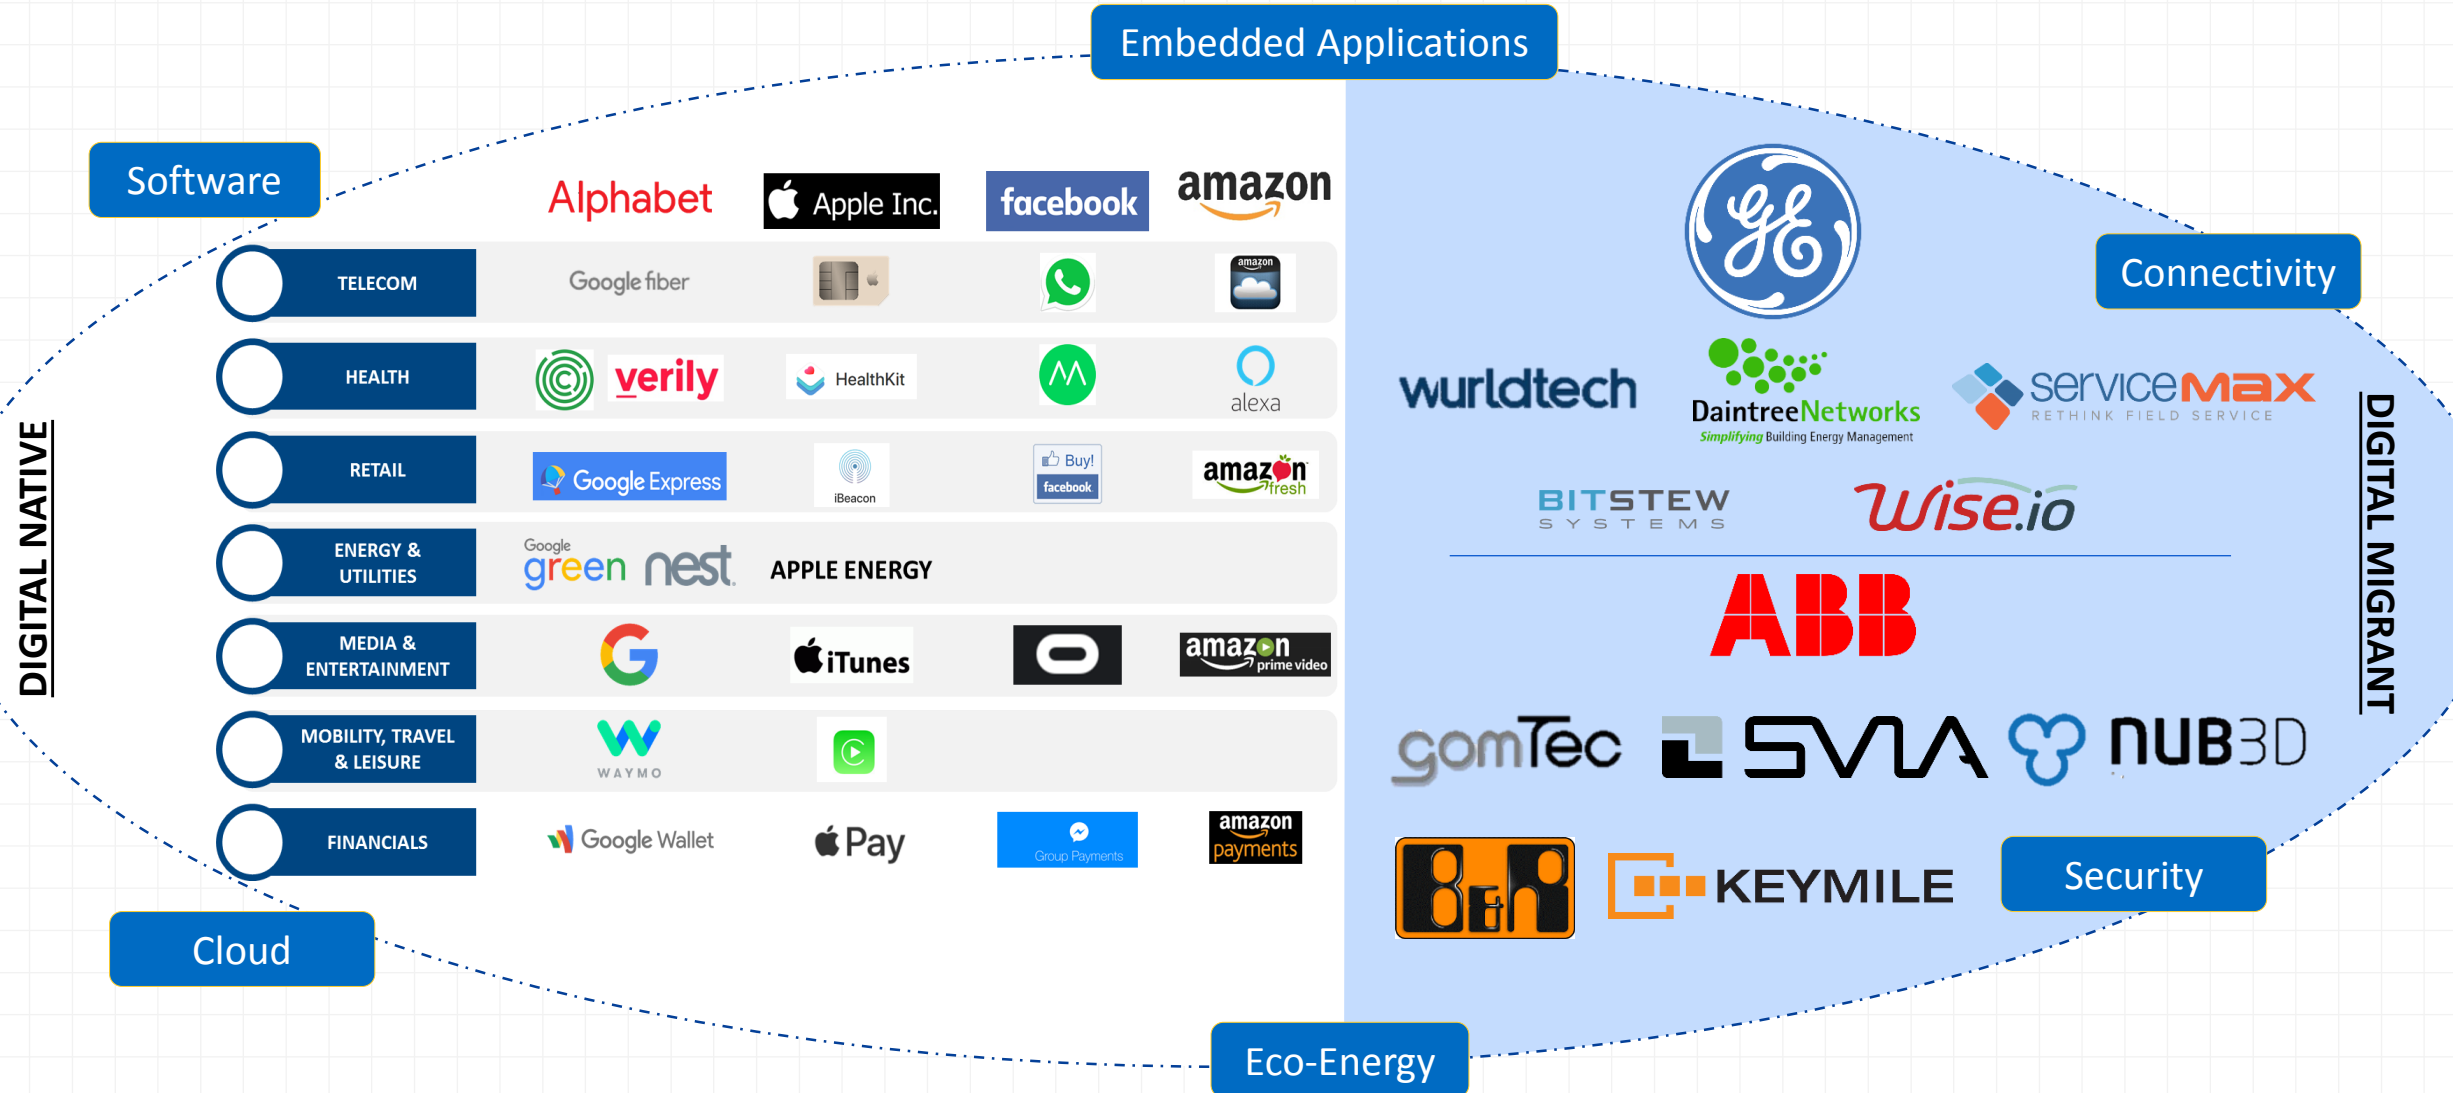 Embedded Applications
Software
Connectivity
DIGITAL NATIVE
DIGITAL MIGRANT
Alphabet
Apple Inc.
facebook
amazon
TELECOM
Google fiber
amazon
HEALTH
verily
HealthKit
alexa
RETAIL
Google Express
iBeacon
Buy!
facebook
amazon
fresh
ENERGY &
UTILITIES
Google
green
nest
APPLE ENERGY
MEDIA &
ENTERTAINMENT
G
iTunes
amazon
prime video
MOBILITY, TRAVEL
& LEISURE
WAYMO
FINANCIALS
Google Wallet
Pay
Group Payments
amazon
payments
GE
wurldtech
DaintreeNetworks
Simplifying Building Energy Management
servicemax
RETHINK FIELD SERVICE
BITSTEW
SYSTEMS
Wise.io
ABB
gomTec
SVIA
NUB3D
B&R
KEYMILE
Security
Cloud
Eco-Energy